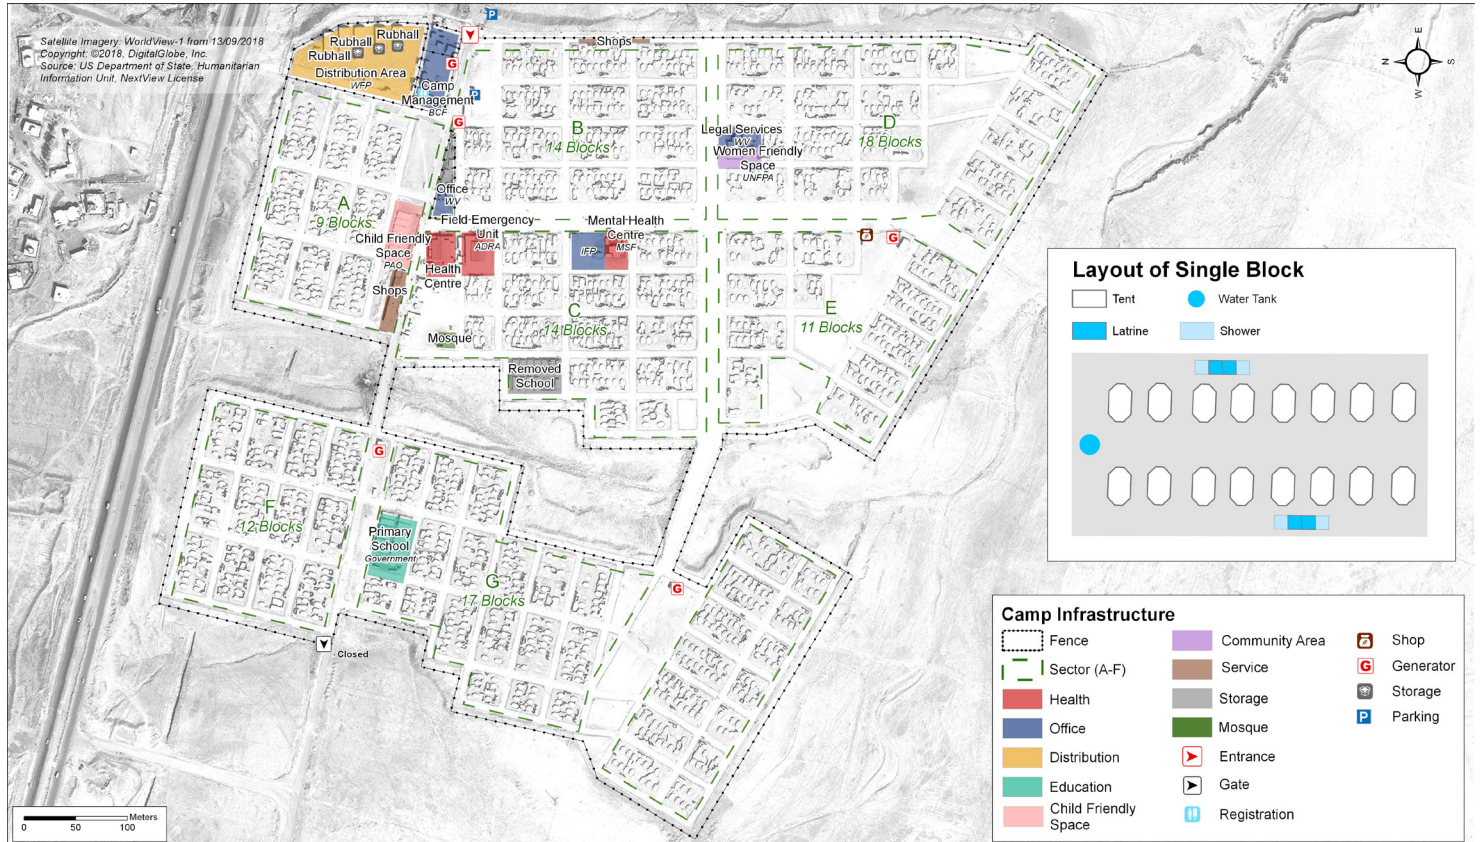 Satellite Imagery: WorldView-1 from 13/09/2018
Copyright: ©2018, DigitalGlobe, Inc.
Source: US Department of State, Humanitarian
Information Unit, NextView License
Rubhall
Rubhall
Rubhall
Distribution Area
WFP
P
G
Camp
Management
BCF
P
G
Shops
B
14 Blocks
Legal Services
WV
Women Friendly
Space
UNFPA
D
18 Blocks
A
9 Blocks
Office
WV
Child Friendly
Space
PAO
Shops
Field Emergency
Unit
ADRA
Health
Centre
IFP
Mental Health
Centre
MSF
G
C
14 Blocks
E
11 Blocks
Mosque
Removed
School
G
F
12 Blocks
Primary
School
Government
G
17 Blocks
G
Closed
0 50 100 Meters
E
N
S
W
Layout of Single Block
Tent
Water Tank
Latrine
Shower
Camp Infrastructure
Fence
Sector (A-F)
Health
Office
Distribution
Education
Child Friendly
Space
Community Area
Service
Storage
Mosque
Entrance
Gate
Registration
Shop
G Generator
Storage
P Parking